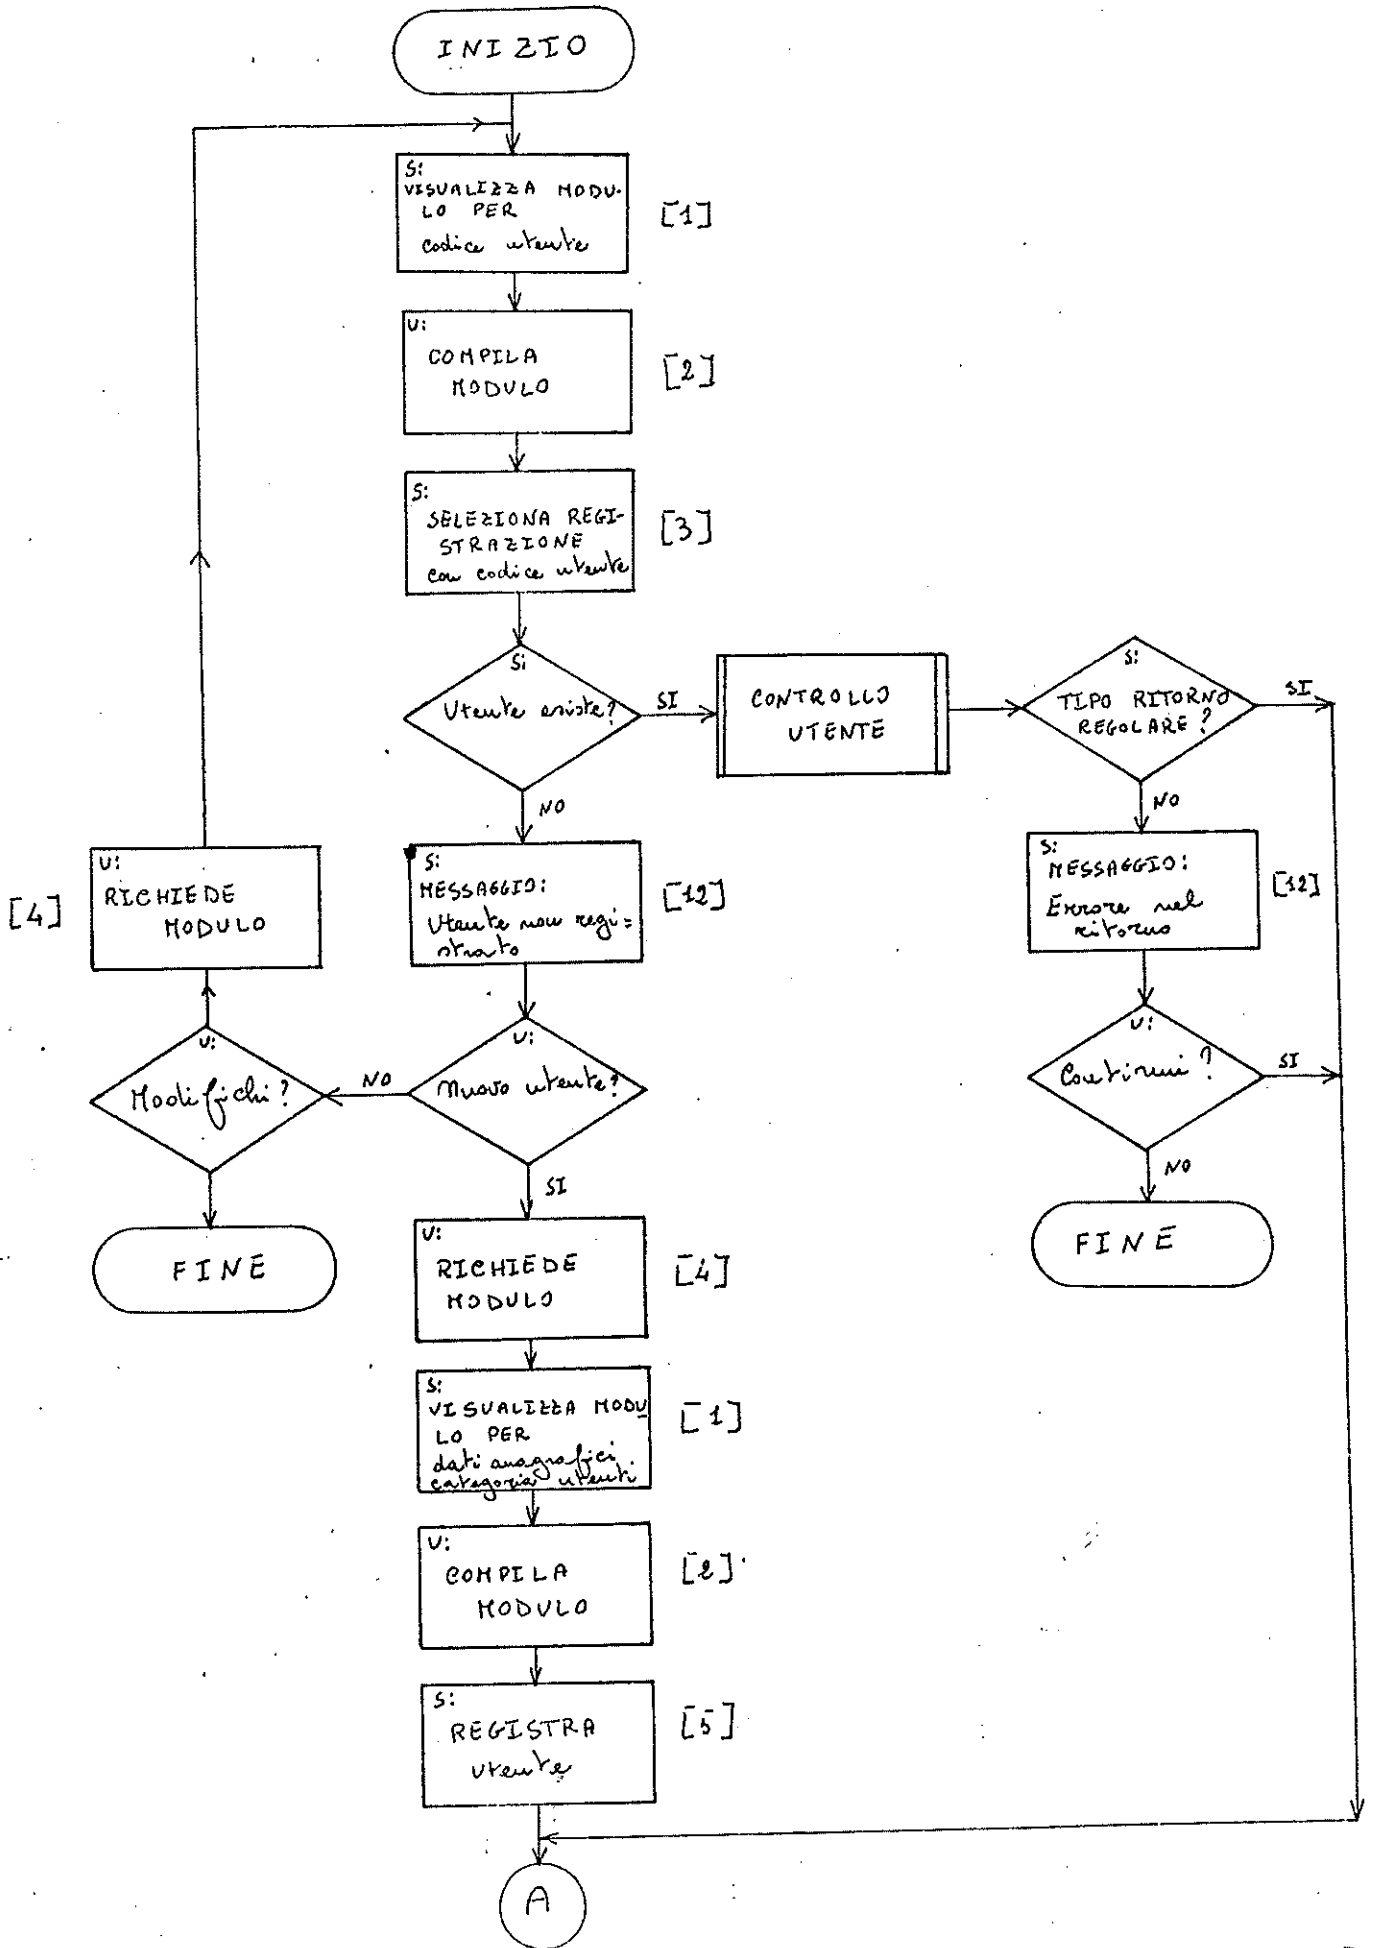 INIZIO
S:
VISUALIZZA MODU-
LO PER
codice utente
[1]
U:
COMPILA
MODULO
[2]
S:
SELEZIONA REGI-
STRAZIONE
con codice utente
[3]
S:
Utente esiste?
SI
CONTROLLO
UTENTE
S:
TIPO RITORNO
REGOLARE?
SI
NO
NO
S:
MESSAGGIO:
Utente non regi=
strato
[12]
S:
MESSAGGIO:
Errore nel
ritorno
[12]
U:
RICHIEDE
MODULO
[4]
U:
Modifichi?
NO
U:
Nuovo utente?
U:
Continui?
SI
NO
SI
FINE
FINE
U:
RICHIEDE
MODULO
[4]
S:
VISUALIZZA MODU
LO PER
dati anagrafici
categoria utenti
[1]
U:
COMPILA
MODULO
[2]
S:
REGISTRA
utente
[5]
A